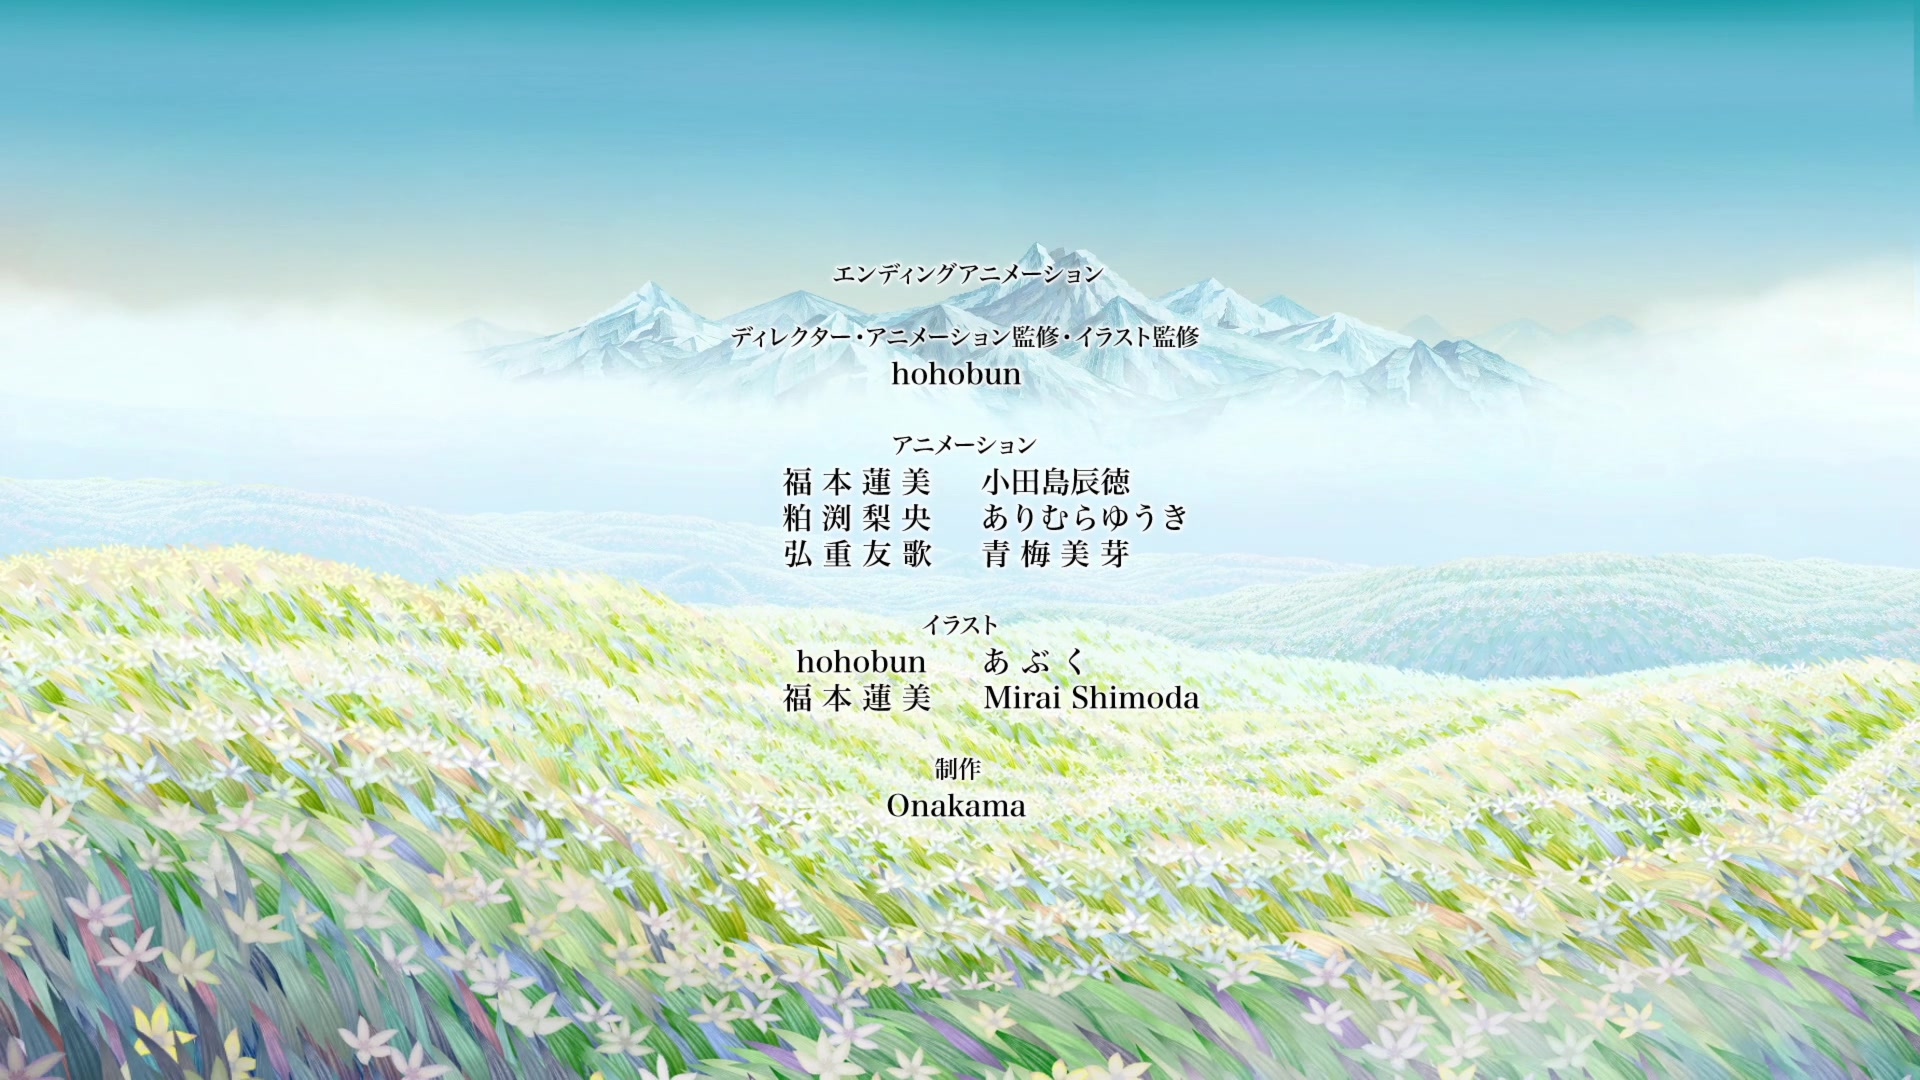 エンディングアニメーション
ディレクター・アニメーション監修・イラスト監修
hohobun
アニメーション
福本蓮美 小田島辰徳
粕渕梨央 ありむらゆうき
弘重友歌 青梅美芽
イラスト
hohobun あぶく
福本蓮美 Mirai Shimoda
制作
Onakama